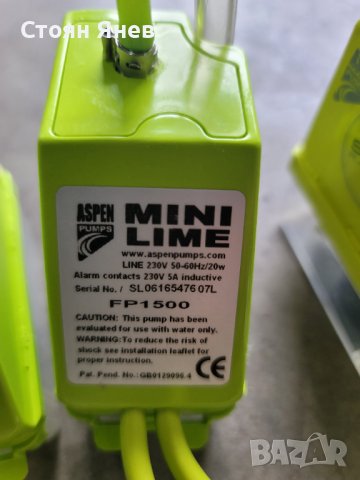 Стоян Янев
ASPEN
PUMPS
MINI
LIME
www.aspenpumps.com
LINE 230V 50-60Hz/20w
Alarm contacts 230V 5A inductive
Serial No. / SL0616547607L
FP1500
CAUTION: This pump has been
evaluated for use with water only.
WARNING: To reduce the risk of
shock see installation leaflet for
proper instruction.
CE
Pat. Pend. No.: GB0129095.4
BAZAR.bg